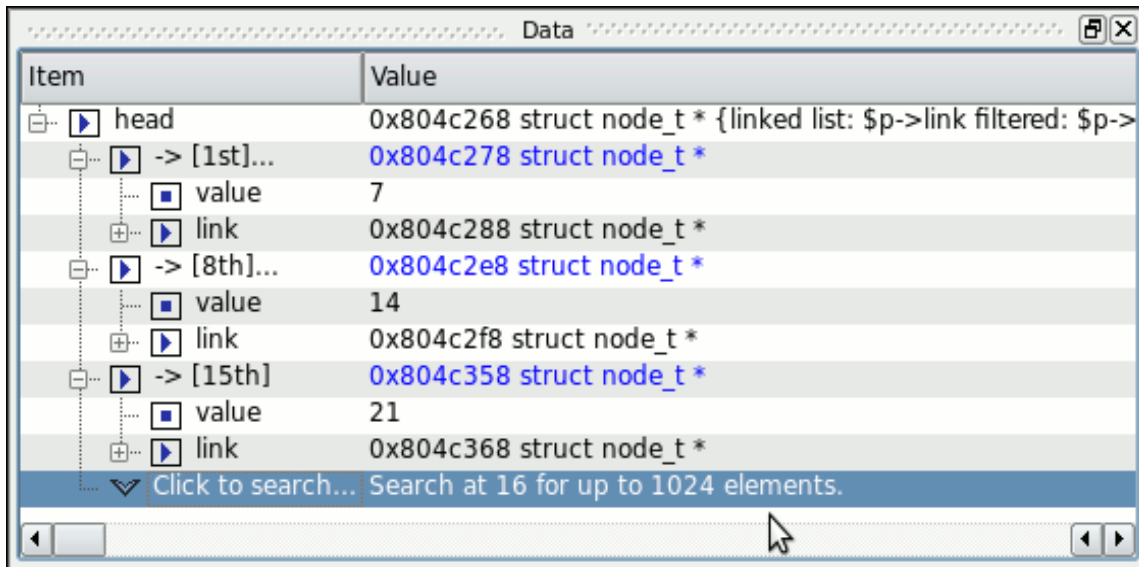 Data
Item Value
head 0x804c268 struct node_t * {linked list: $p->link filtered: $p->
-> [1st]... 0x804c278 struct node_t *
value 7
link 0x804c288 struct node_t *
-> [8th]... 0x804c2e8 struct node_t *
value 14
link 0x804c2f8 struct node_t *
-> [15th] 0x804c358 struct node_t *
value 21
link 0x804c368 struct node_t *
Click to search... Search at 16 for up to 1024 elements.